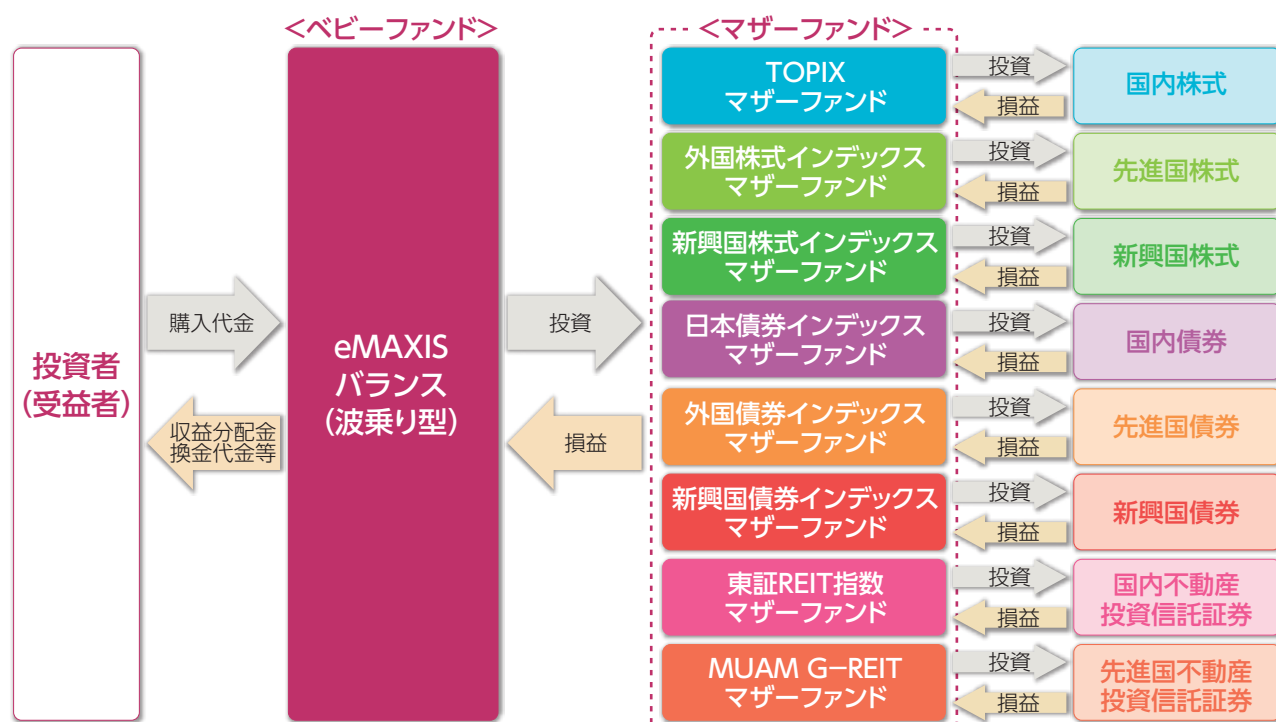 <ベビーファンド>
<マザーファンド>
投資者
(受益者)
購入代金
収益分配金
換金代金等
eMAXIS
バランス
(波乗り型)
投資
損益
TOPIX
マザーファンド
投資
損益
国内株式
外国株式インデックス
マザーファンド
投資
損益
先進国株式
新興国株式インデックス
マザーファンド
投資
損益
新興国株式
日本債券インデックス
マザーファンド
投資
損益
国内債券
外国債券インデックス
マザーファンド
投資
損益
先進国債券
新興国債券インデックス
マザーファンド
投資
損益
新興国債券
東証REIT指数
マザーファンド
投資
損益
国内不動産
投資信託証券
MUAM G−REIT
マザーファンド
投資
損益
先進国不動産
投資信託証券